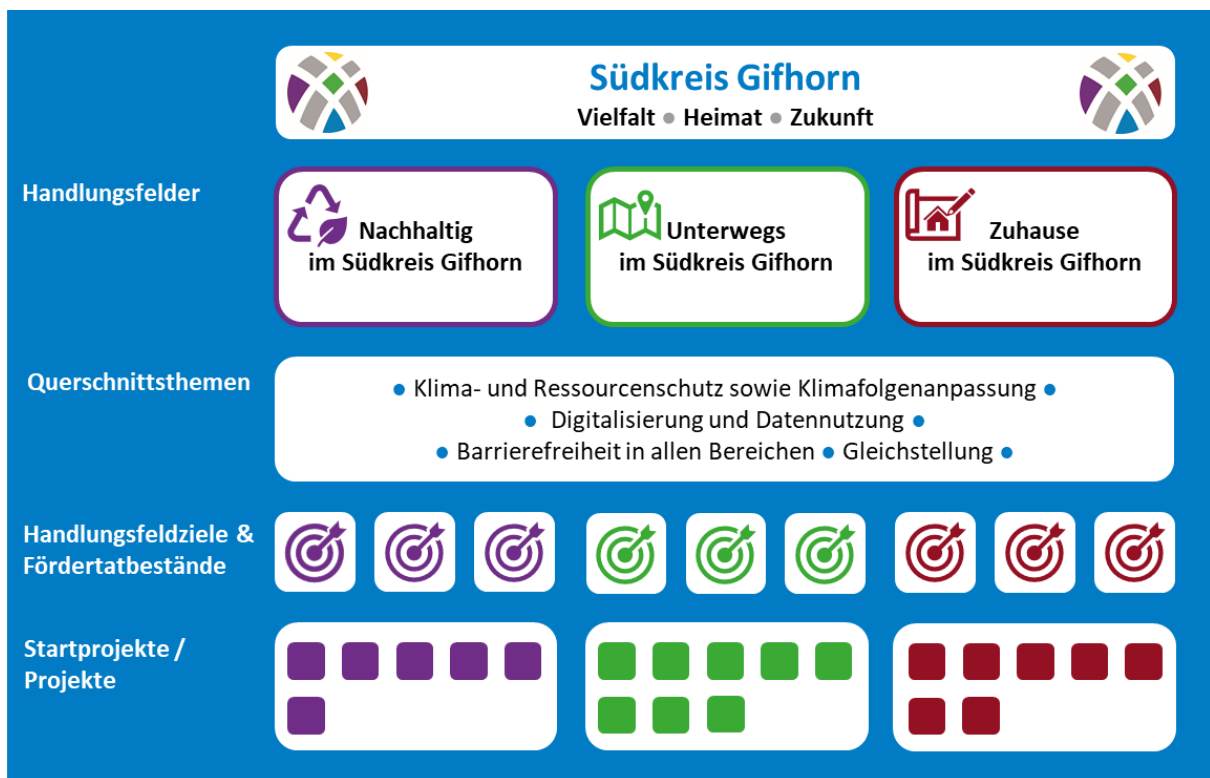 Südkreis Gifhorn
Vielfalt ● Heimat ● Zukunft
Handlungsfelder
Nachhaltig
im Südkreis Gifhorn
Unterwegs
im Südkreis Gifhorn
Zuhause
im Südkreis Gifhorn
Querschnittsthemen
● Klima- und Ressourcenschutz sowie Klimafolgenanpassung ●
● Digitalisierung und Datennutzung ●
● Barrierefreiheit in allen Bereichen ● Gleichstellung ●
Handlungsfeldziele &
Fördertatbestände
Startprojekte /
Projekte